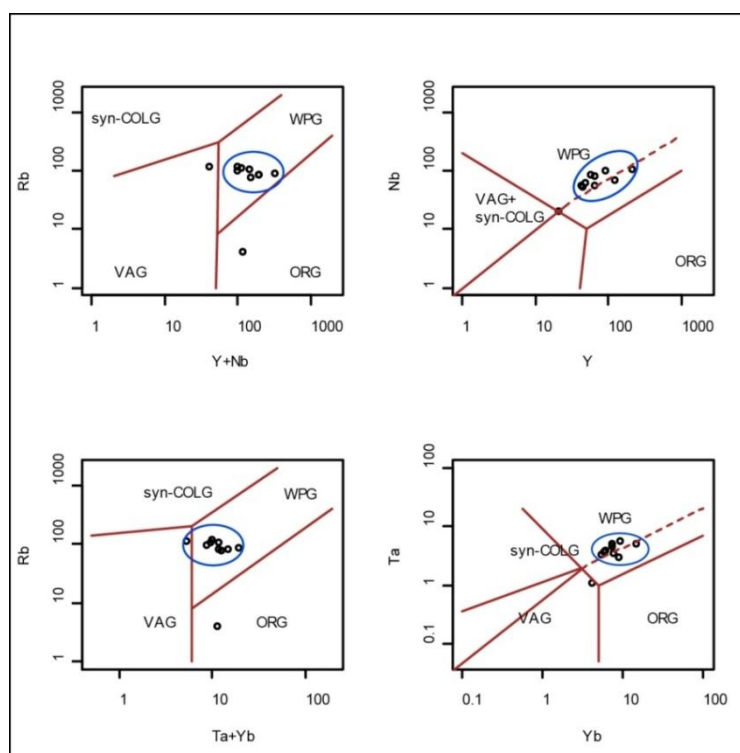 1000
100
10
1
Rb
syn-COLG
WPG
VAG
ORG
1
10
100
1000
Y+Nb
1000
100
10
1
Nb
WPG
VAG+
syn-COLG
ORG
1
10
100
1000
Y
1000
100
10
1
Rb
syn-COLG
WPG
VAG
ORG
1
10
100
Ta+Yb
100
10
1
0.1
Ta
WPG
syn-COLG
VAG
ORG
0.1
1
10
100
Yb